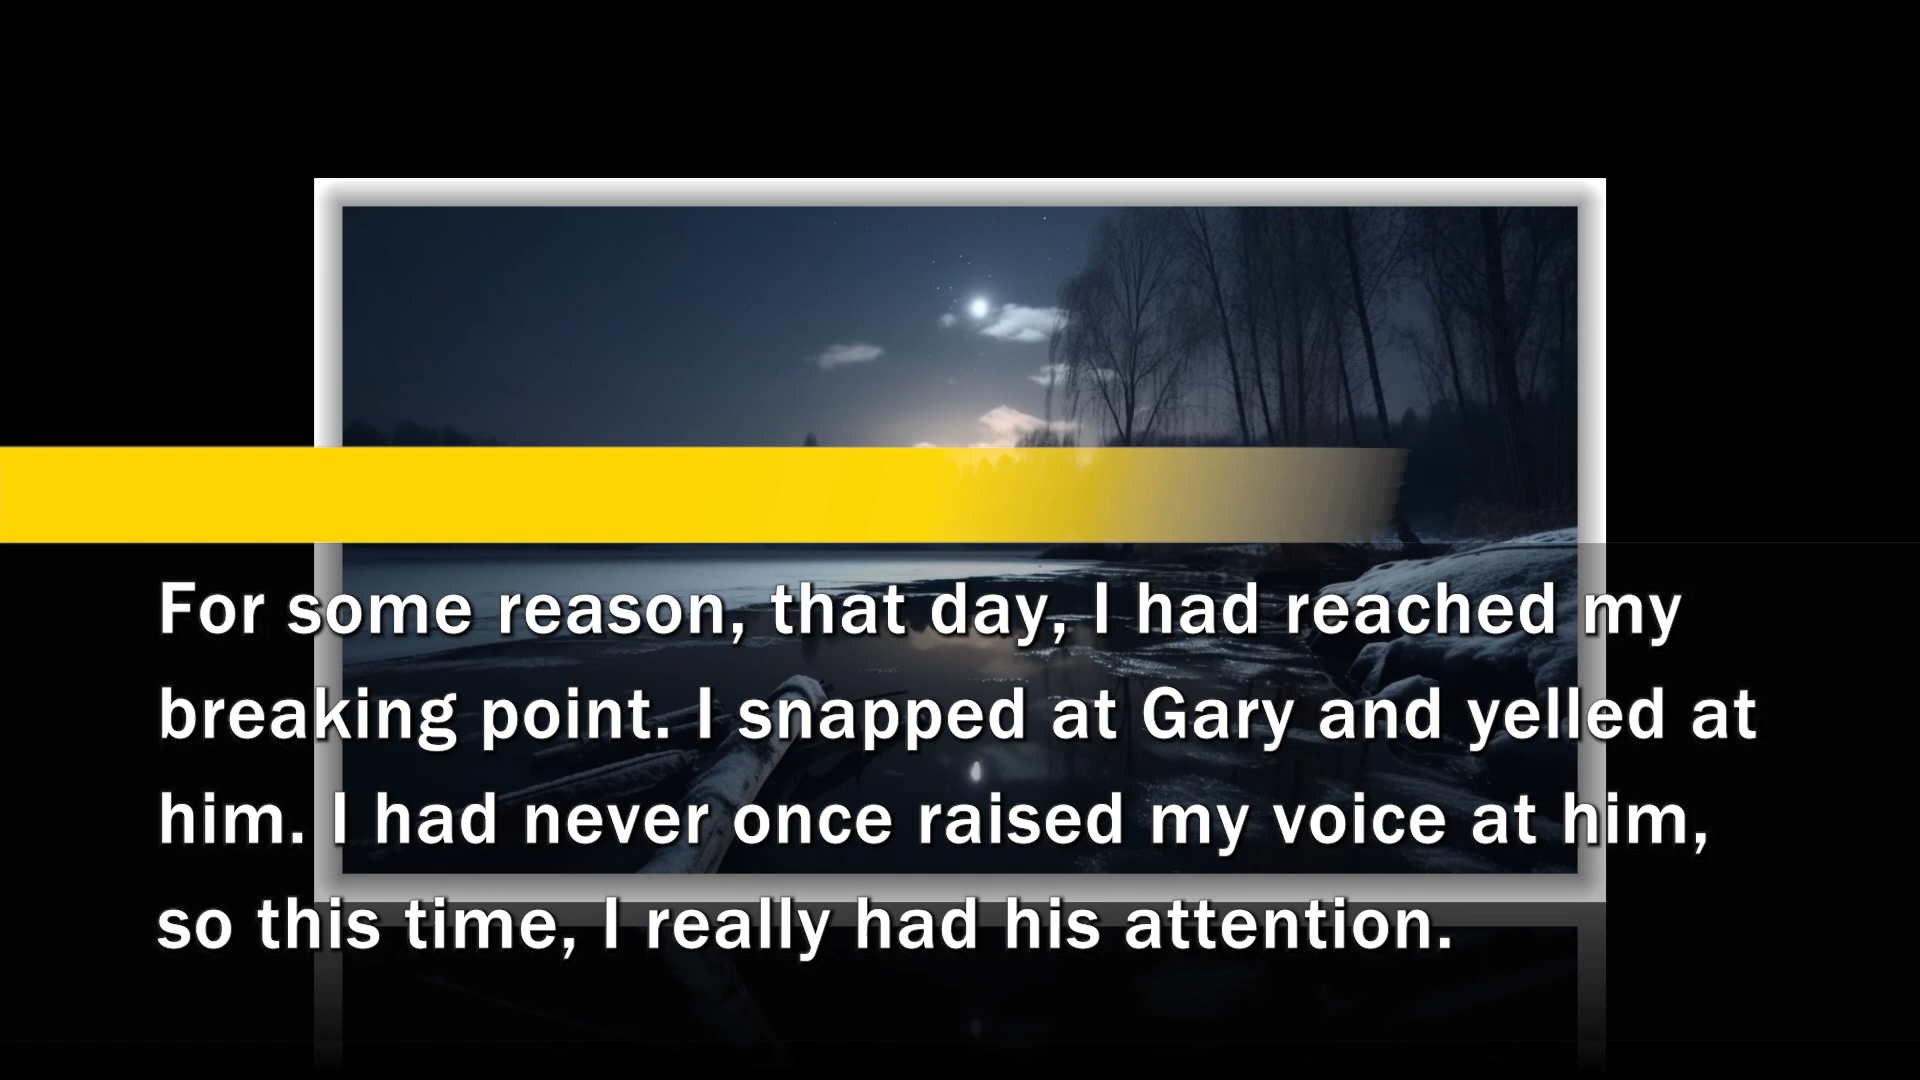 For some reason, that day, I had reached my
breaking point. I snapped at Gary and yelled at
him. I had never once raised my voice at him,
so this time, I really had his attention.